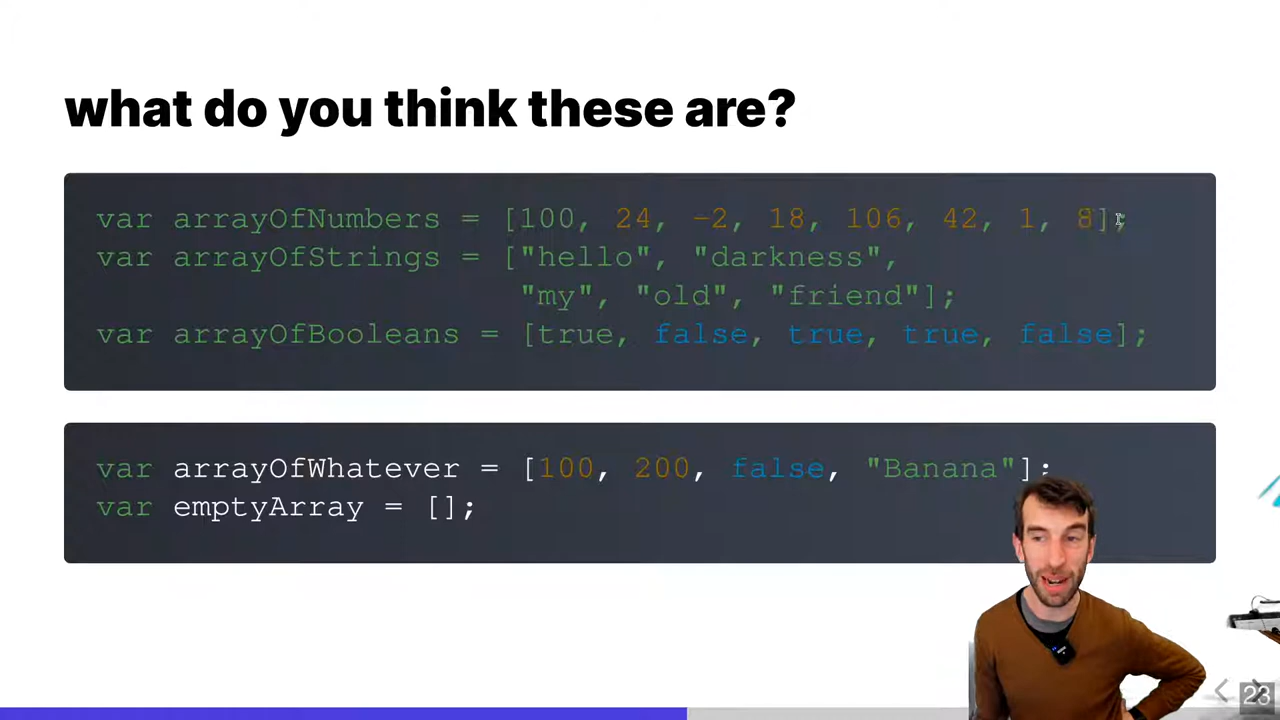 what do you think these are?
var arrayOfNumbers = [100, 24, -2, 18, 106, 42, 1, 8];
var arrayOfStrings = ["hello", "darkness",
"my", "old", "friend"];
var arrayOfBooleans = [true, false, true, true, false];
var arrayOfWhatever = [100, 200, false, "Banana"];
var emptyArray = [];
23